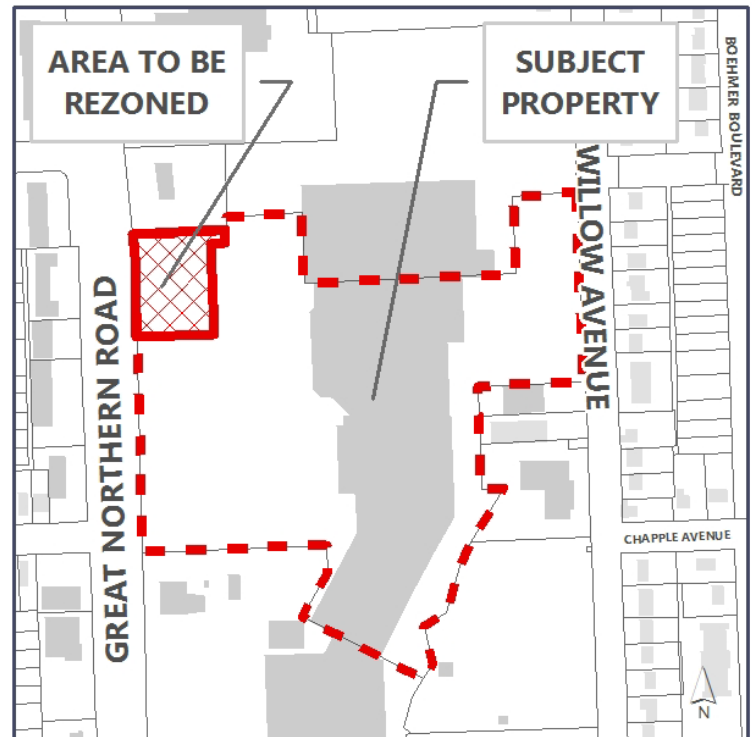 AREA TO BE
REZONED
SUBJECT
PROPERTY
BOEHMER BOULEVARD
WILLOW AVENUE
GREAT NORTHERN ROAD
CHAPPLE AVENUE
N